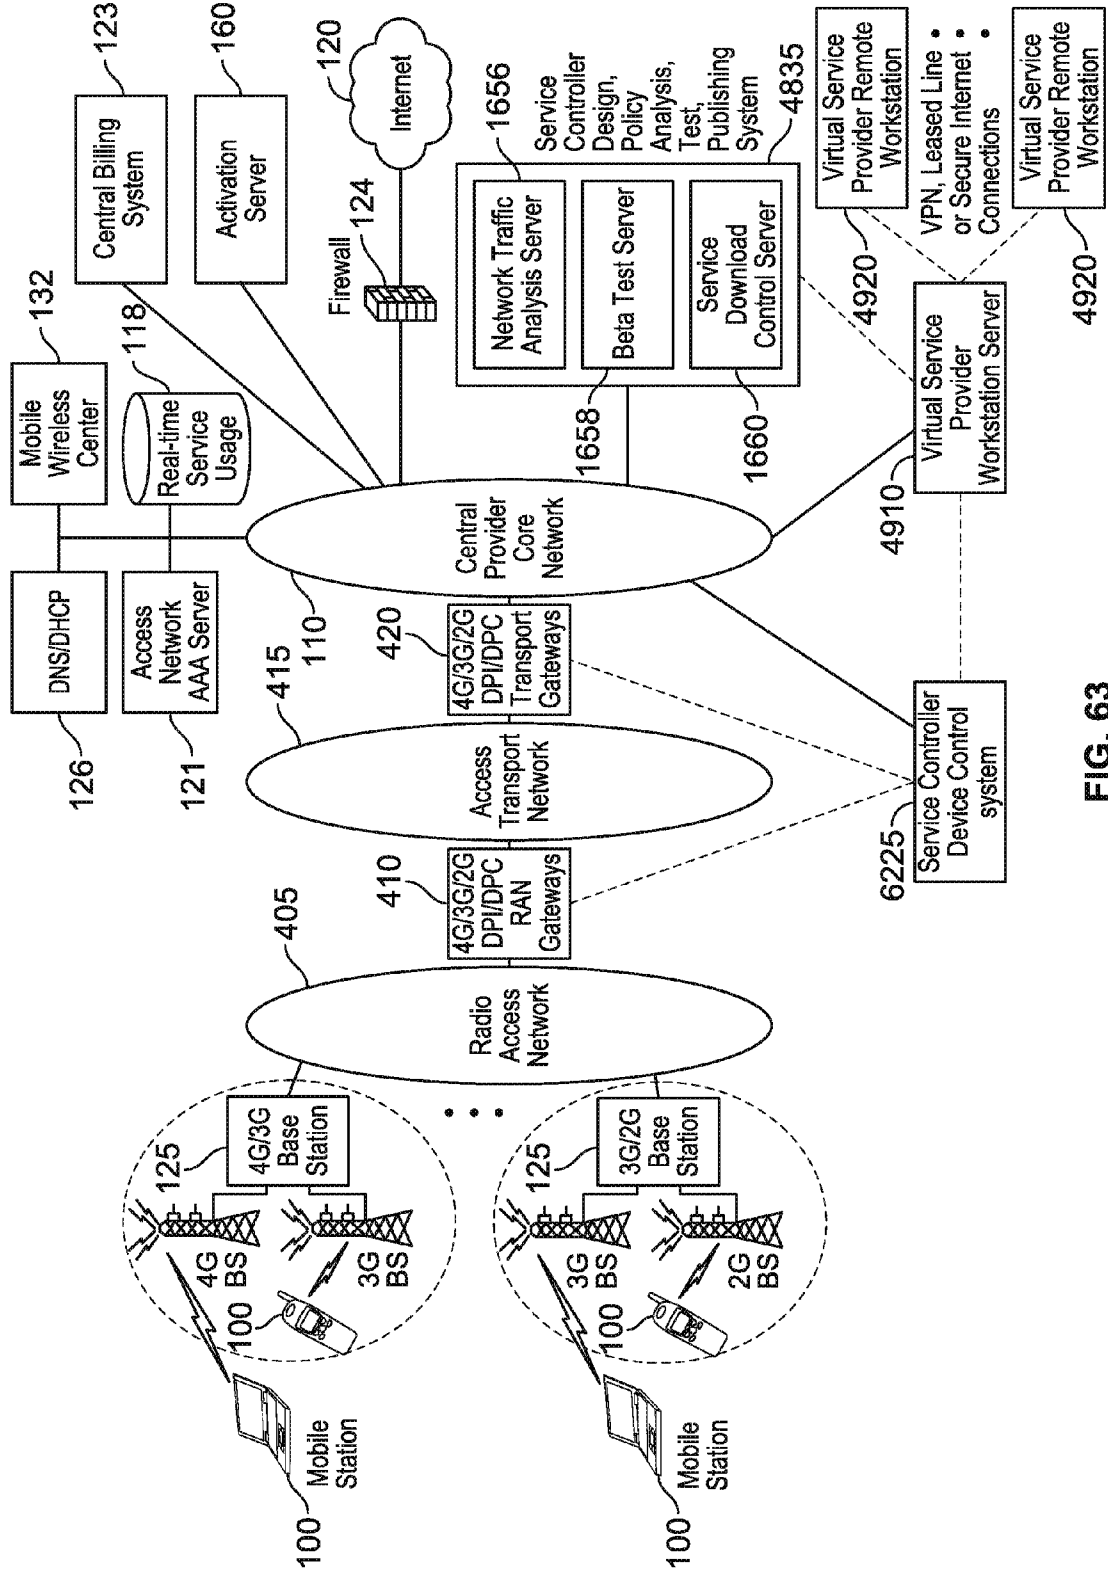 126
DNS/DHCP
Mobile
Wireless
Center
132
121
Access
Network
AAA Server
Real-time
Service
Usage
118
Central Billing
System
123
Activation
Server
160
Firewall
124
Internet
120
125
4G/3G
Base
Station
4G
BS
3G
BS
100
100
Mobile
Station
125
3G/2G
Base
Station
3G
BS
2G
BS
100
100
Mobile
Station
405
Radio
Access
Network
410
4G/3G/2G
DPI/DPC
RAN
Gateways
415
Access
Transport
Network
420
4G/3G/2G
DPI/DPC
Transport
Gateways
110
Central
Provider
Core
Network
Network Traffic
Analysis Server
1656
Beta Test Server
1658
Service
Download
Control Server
1660
Service
Controller
Design,
Policy
Analysis,
Test,
Publishing
System
4835
6225
Service Controller
Device Control
system
4910
Virtual Service
Provider
Workstation Server
4920
Virtual Service
Provider Remote
Workstation
VPN, Leased Line
or Secure Internet
Connections
4920
Virtual Service
Provider Remote
Workstation
FIG. 63